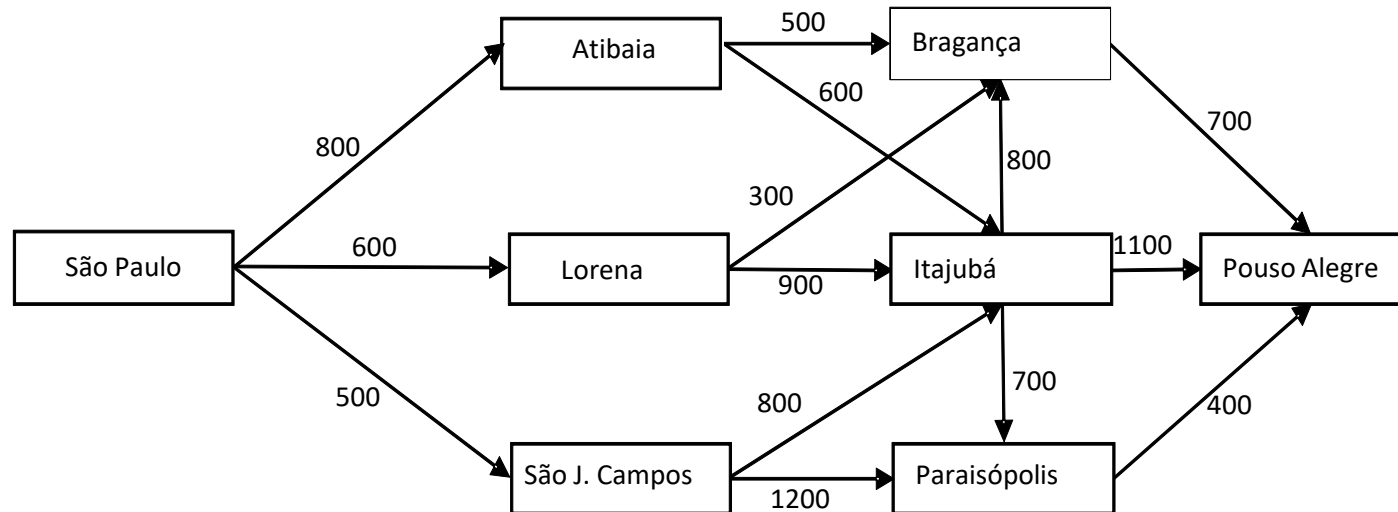 500
Bragança
Atibaia
600
800
700
800
300
600
1100
São Paulo
Lorena
Itajubá
Pouso Alegre
900
500
800
700
400
São J. Campos
Paraisópolis
1200